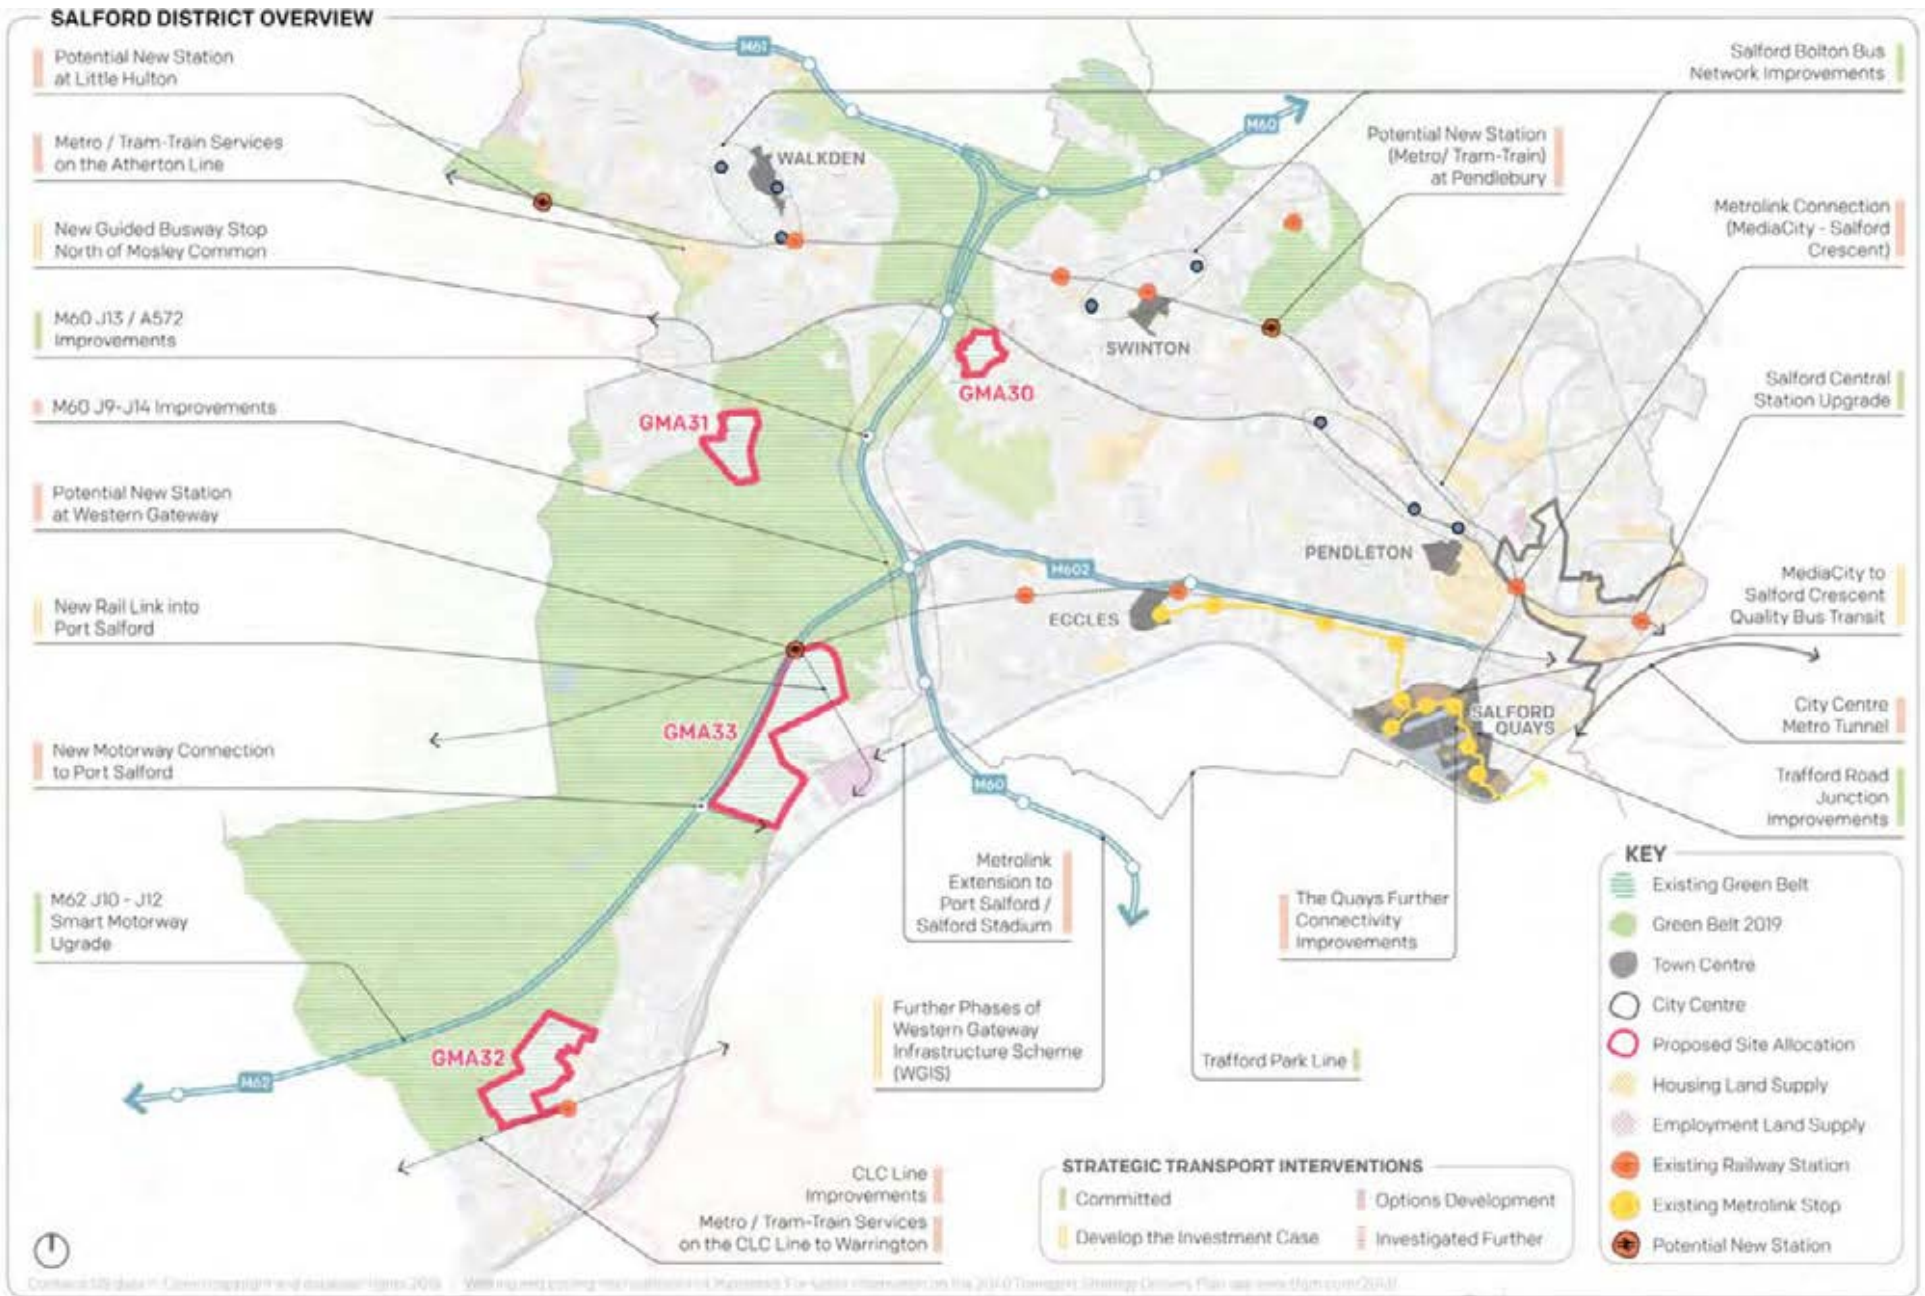 SALFORD DISTRICT OVERVIEW
Potential New Station
at Little Hulton
Metro / Tram-Train Services
on the Atherton Line
New Guided Busway Stop
North of Mosley Common
M60 J13 / A572
Improvements
M60 J9-J14 Improvements
Potential New Station
at Western Gateway
New Rail Link into
Port Salford
New Motorway Connection
to Port Salford
M62 J10 - J12
Smart Motorway
Ugrade
M61
M60
WALKDEN
SWINTON
GMA30
GMA31
PENDLETON
M602
ECCLES
GMA33
SALFORD
QUAYS
M60
GMA32
M62
Salford Bolton Bus
Network Improvements
Potential New Station
(Metro/ Tram-Train)
at Pendlebury
Metrolink Connection
(MediaCity - Salford
Crescent)
Salford Central
Station Upgrade
MediaCity to
Salford Crescent
Quality Bus Transit
City Centre
Metro Tunnel
Trafford Road
Junction
Improvements
Metrolink
Extension to
Port Salford /
Salford Stadium
The Quays Further
Connectivity
Improvements
Further Phases of
Western Gateway
Infrastructure Scheme
(WGIS)
Trafford Park Line
CLC Line
Improvements
Metro / Tram-Train Services
on the CLC Line to Warrington
STRATEGIC TRANSPORT INTERVENTIONS
Committed
Options Development
Develop the Investment Case
Investigated Further
KEY
Existing Green Belt
Green Belt 2019
Town Centre
City Centre
Proposed Site Allocation
Housing Land Supply
Employment Land Supply
Existing Railway Station
Existing Metrolink Stop
Potential New Station